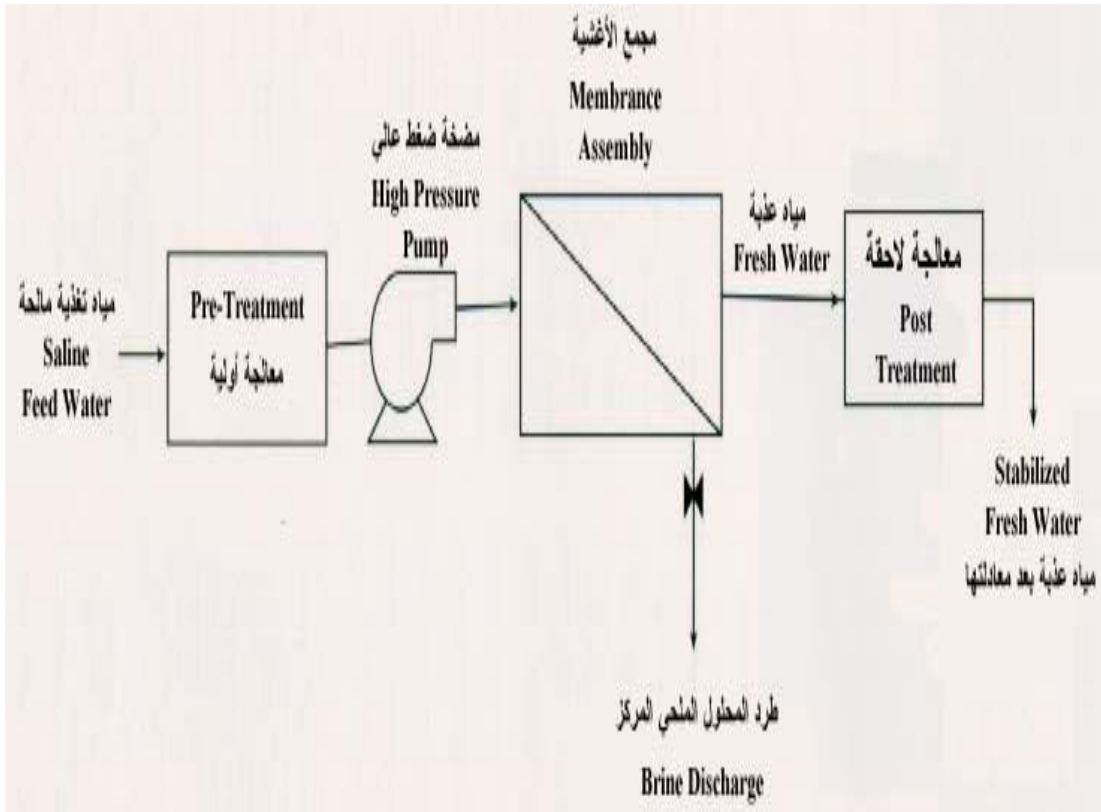 مياه تغذية مالحة
Saline
Feed Water
Pre-Treatment
معالجة أولية
مضخة ضغط عالي
High Pressure
Pump
مجمع الأغشية
Membrance
Assembly
طرد المحلول الملحي المركز
Brine Discharge
مياه عذبة
Fresh Water
معالجة لاحقة
Post
Treatment
Stabilized
Fresh Water
مياه عذبة بعد معادلتها